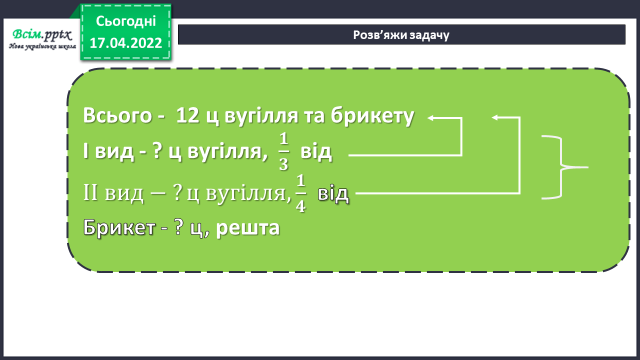 Всім.pptx
Нова українська школа
Сьогодні
17.04.2022
Розв’яжи задачу
Всього - 12 ц вугілля та брикету
І вид - ? ц вугілля, 1/3 від
ІІ вид − ? ц вугілля, 1/4 від
Брикет - ? ц, решта